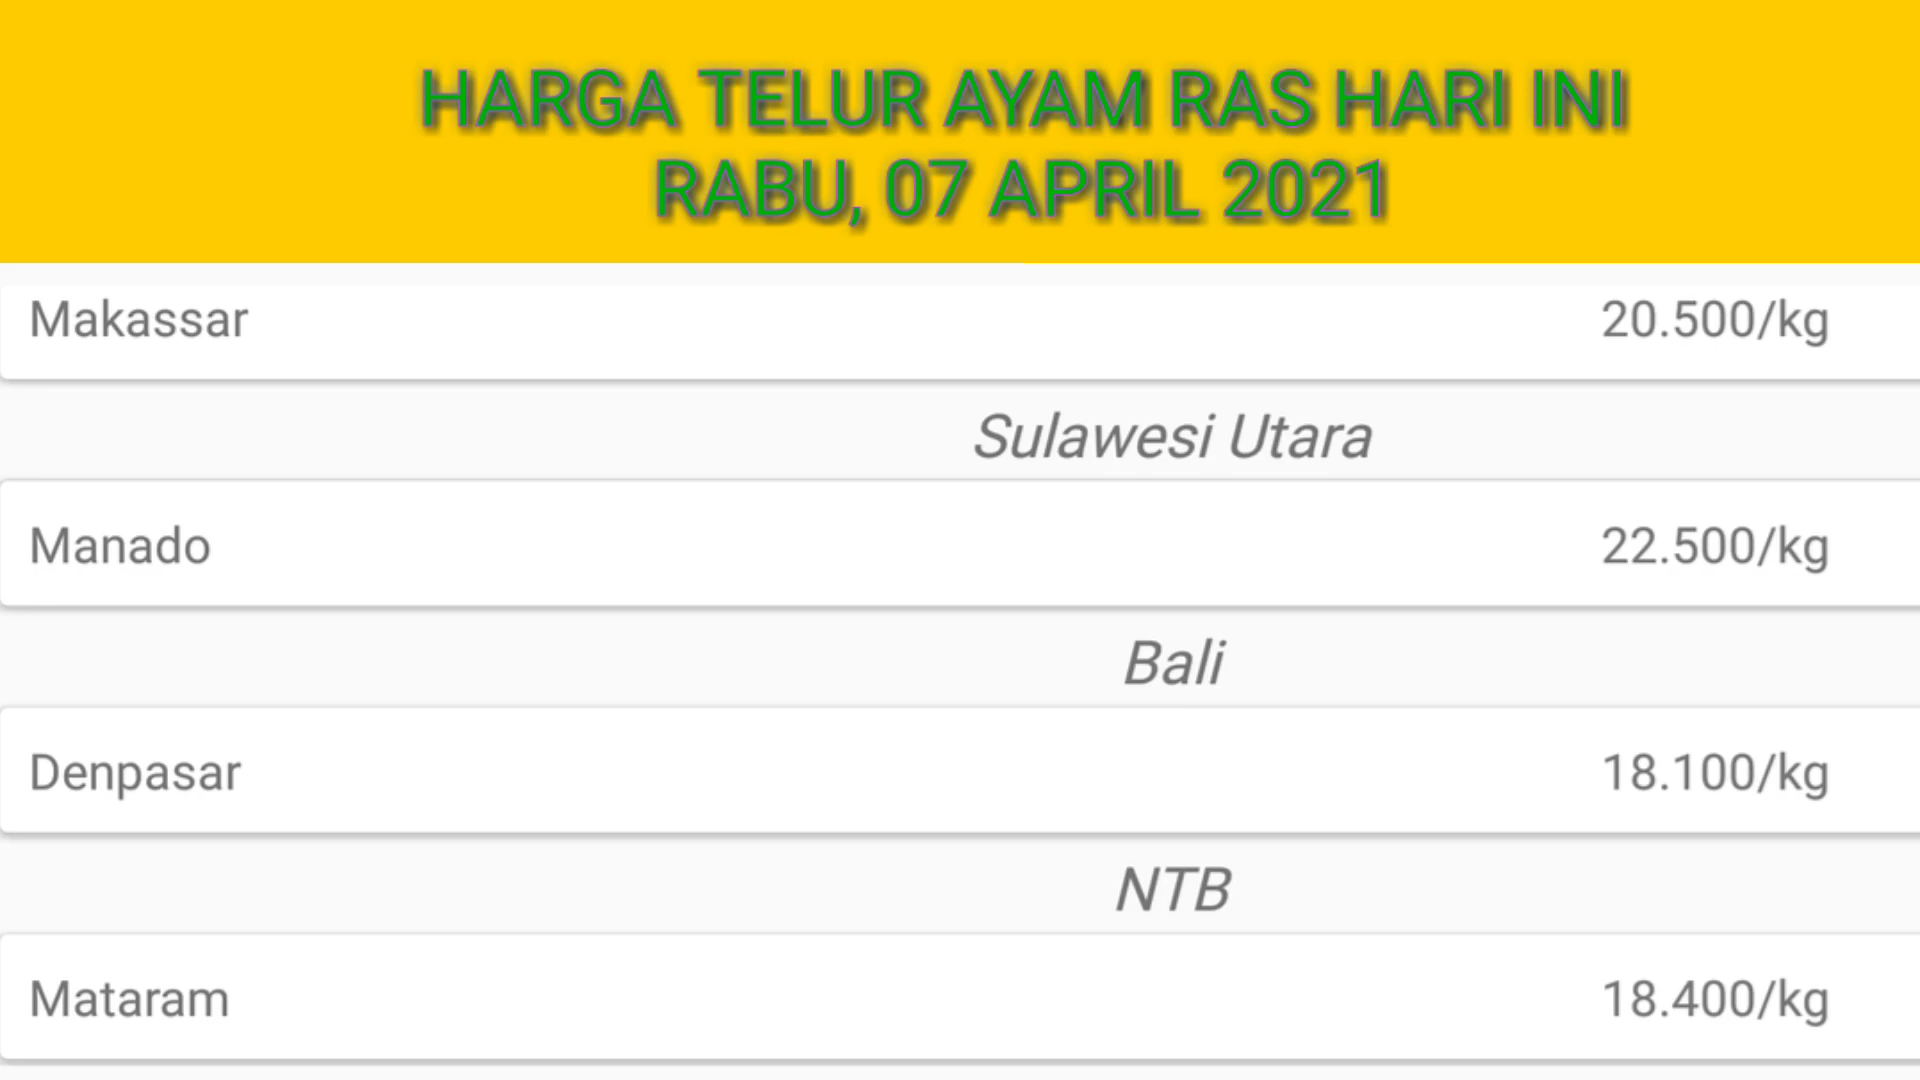 HARGA TELUR AYAM RAS HARI INI
RABU, 07 APRIL 2021
Makassar 20.500/kg
Sulawesi Utara
Manado 22.500/kg
Bali
Denpasar 18.100/kg
NTB
Mataram 18.400/kg